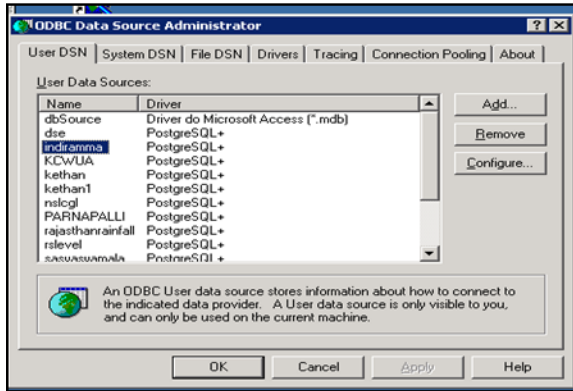 ODBC Data Source Administrator
User DSN System DSN File DSN Drivers Tracing Connection Pooling About
User Data Sources:
Name Driver
dbSource Driver do Microsoft Access (*.mdb)
dse PostgreSQL+
indiramma PostgreSQL+
KCWUA PostgreSQL+
kethan PostgreSQL+
kethan1 PostgreSQL+
nslcgl PostgreSQL+
PARNAPALLI PostgreSQL+
rajasthanrainfall PostgreSQL+
rslevel PostgreSQL+
PostgreSQL+
Add...
Remove
Configure...
An ODBC User data source stores information about how to connect to
the indicated data provider. A User data source is only visible to you,
and can only be used on the current machine.
OK Cancel Apply Help